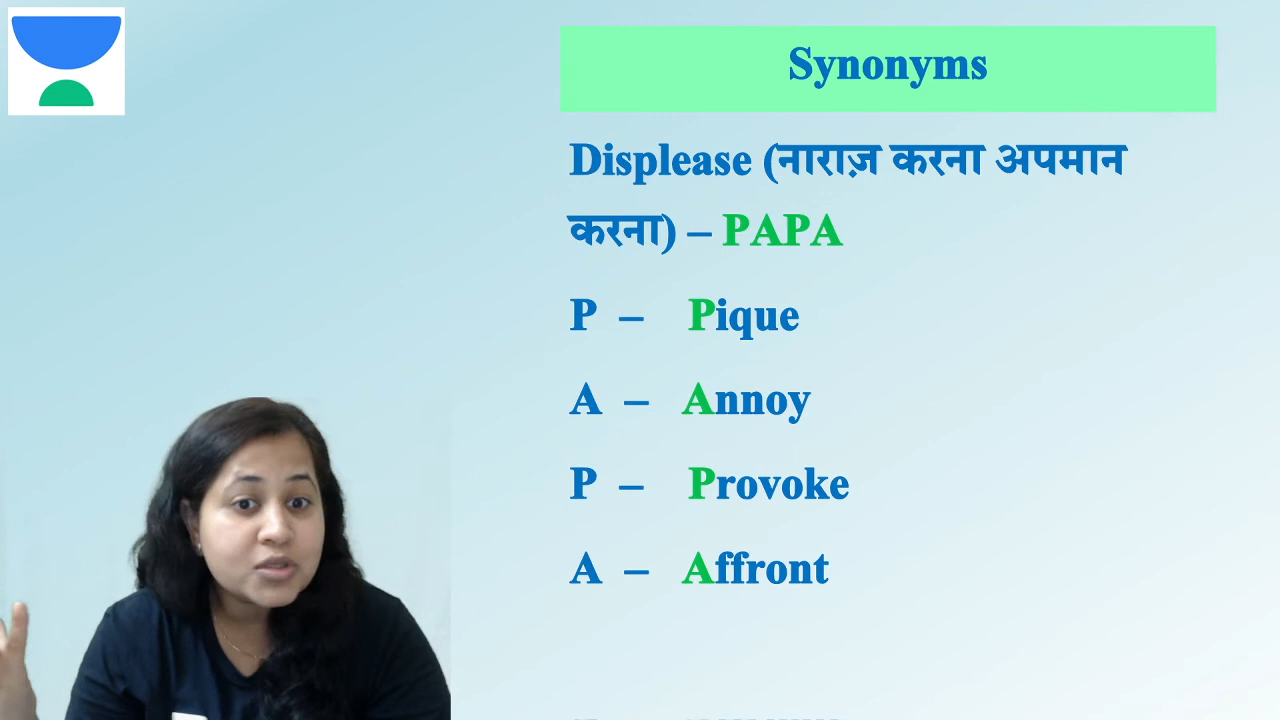 Synonyms
Displease (नाराज़ करना अपमान
करना) – PAPA
P – Pique
A – Annoy
P – Provoke
A – Affront